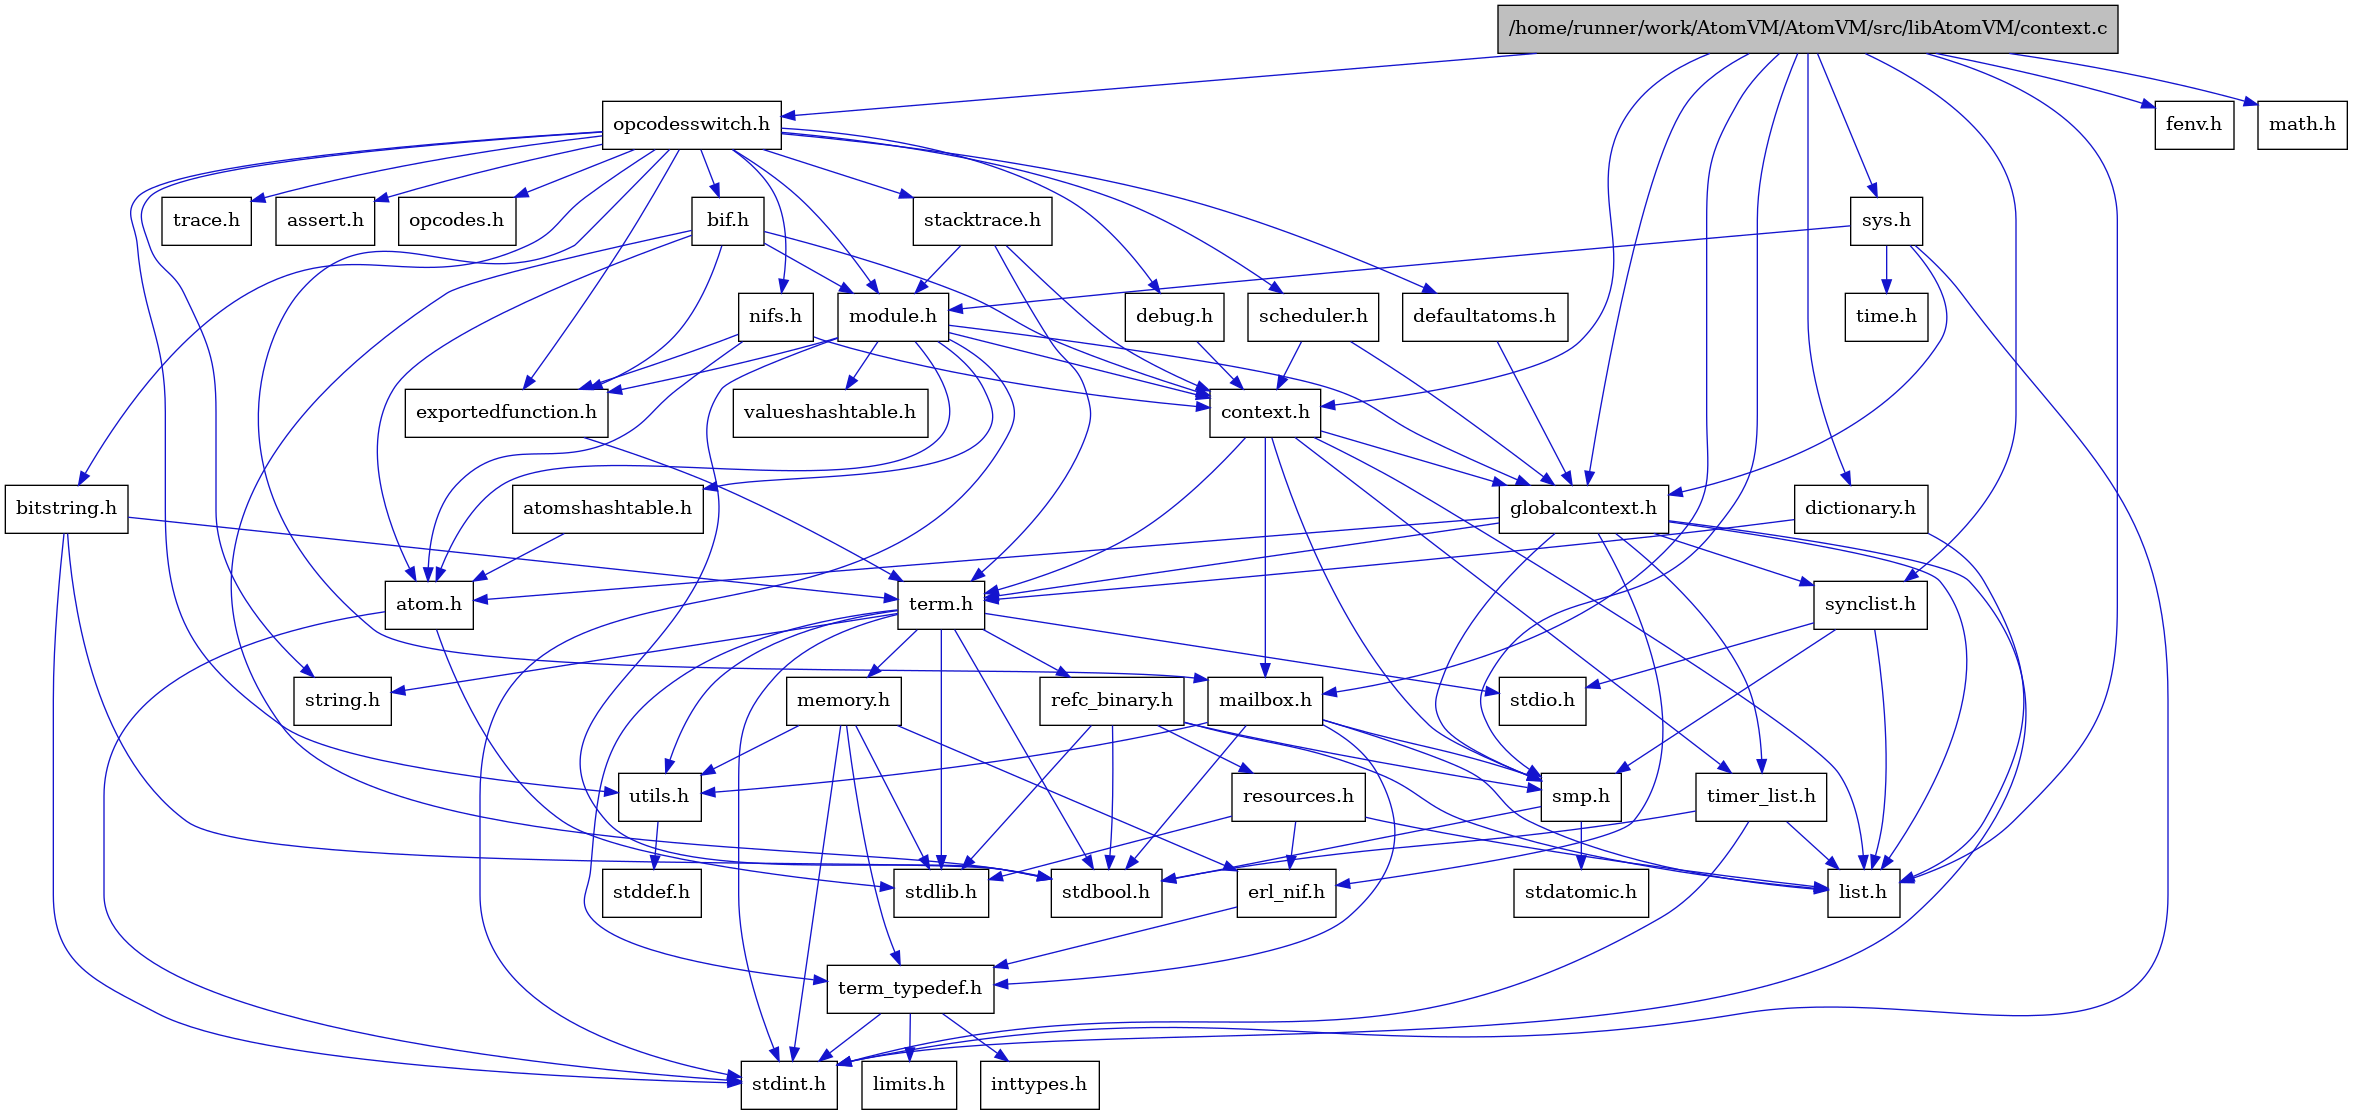 /home/runner/work/AtomVM/AtomVM/src/libAtomVM/context.c
opcodesswitch.h
fenv.h
math.h
trace.h
assert.h
opcodes.h
bif.h
stacktrace.h
sys.h
nifs.h
module.h
debug.h
scheduler.h
defaultatoms.h
time.h
exportedfunction.h
valueshashtable.h
context.h
bitstring.h
atomshashtable.h
globalcontext.h
dictionary.h
atom.h
term.h
synclist.h
string.h
memory.h
refc_binary.h
mailbox.h
stdio.h
utils.h
resources.h
smp.h
timer_list.h
stddef.h
stdlib.h
stdbool.h
erl_nif.h
stdatomic.h
list.h
term_typedef.h
stdint.h
limits.h
inttypes.h